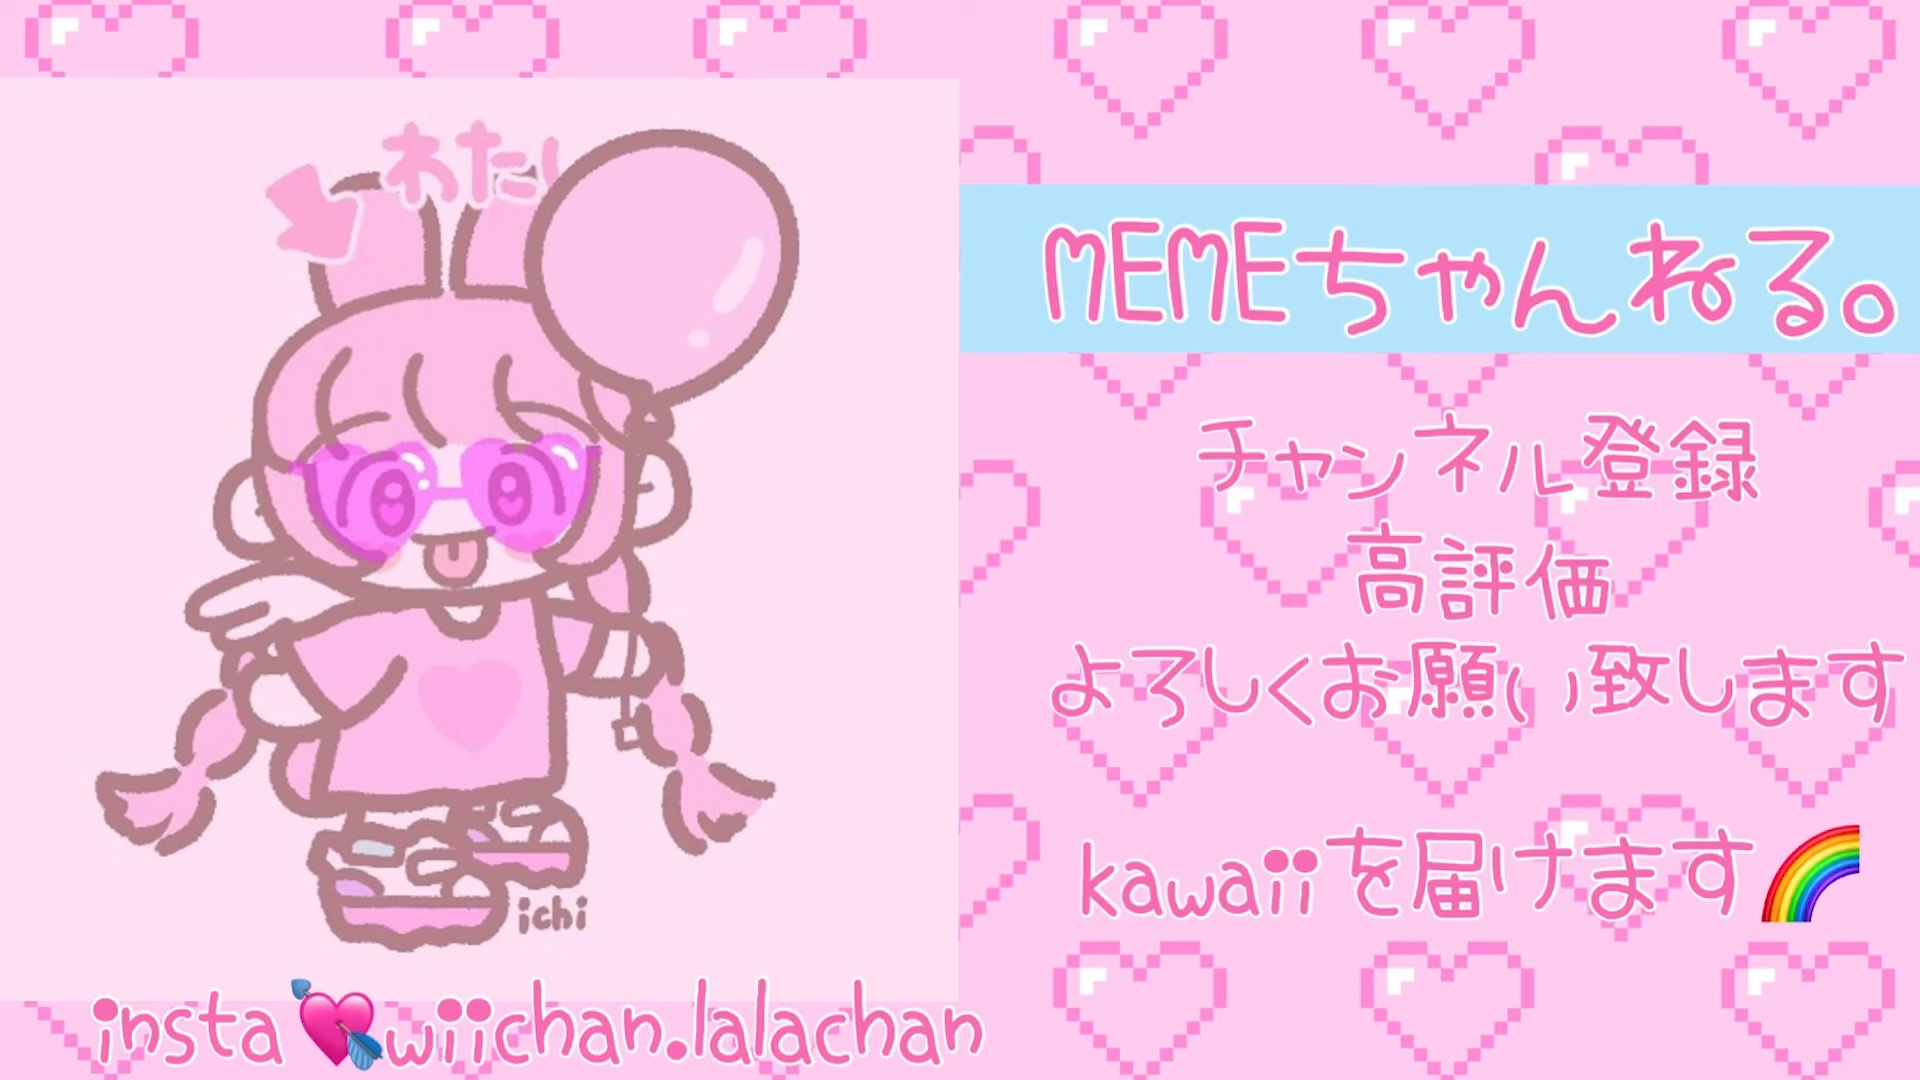 わたし
MEMEちゃんねる。
チャンネル登録
高評価
よろしくお願い致します
kawaiiを届けます🌈
ichi
insta💘wiichan.lalachan